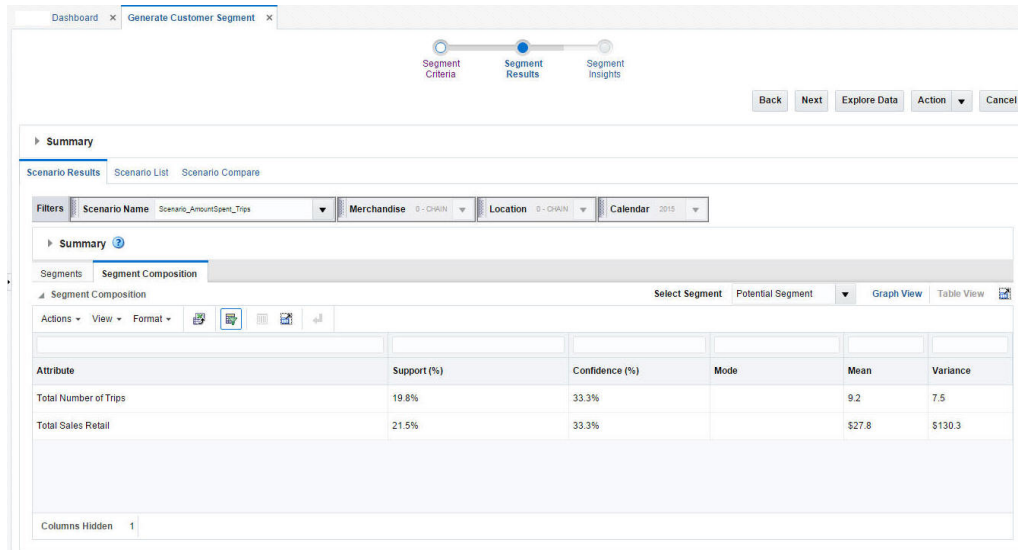 Dashboard × Generate Customer Segment ×
Segment Criteria
Segment Results
Segment Insights
Back Next Explore Data Action Cancel
Summary
Scenario Results Scenario List Scenario Compare
Filters Scenario Name Scenario_AmountSpent_Trips Merchandise 0 - CHAIN Location 0 - CHAIN Calendar 2015
Summary ?
Segments Segment Composition
Segment Composition Select Segment Potential Segment Graph View Table View
Actions View Format
Attribute Support (%) Confidence (%) Mode Mean Variance
Total Number of Trips 19.8% 33.3% 9.2 7.5
Total Sales Retail 21.5% 33.3% $27.8 $130.3
Columns Hidden 1